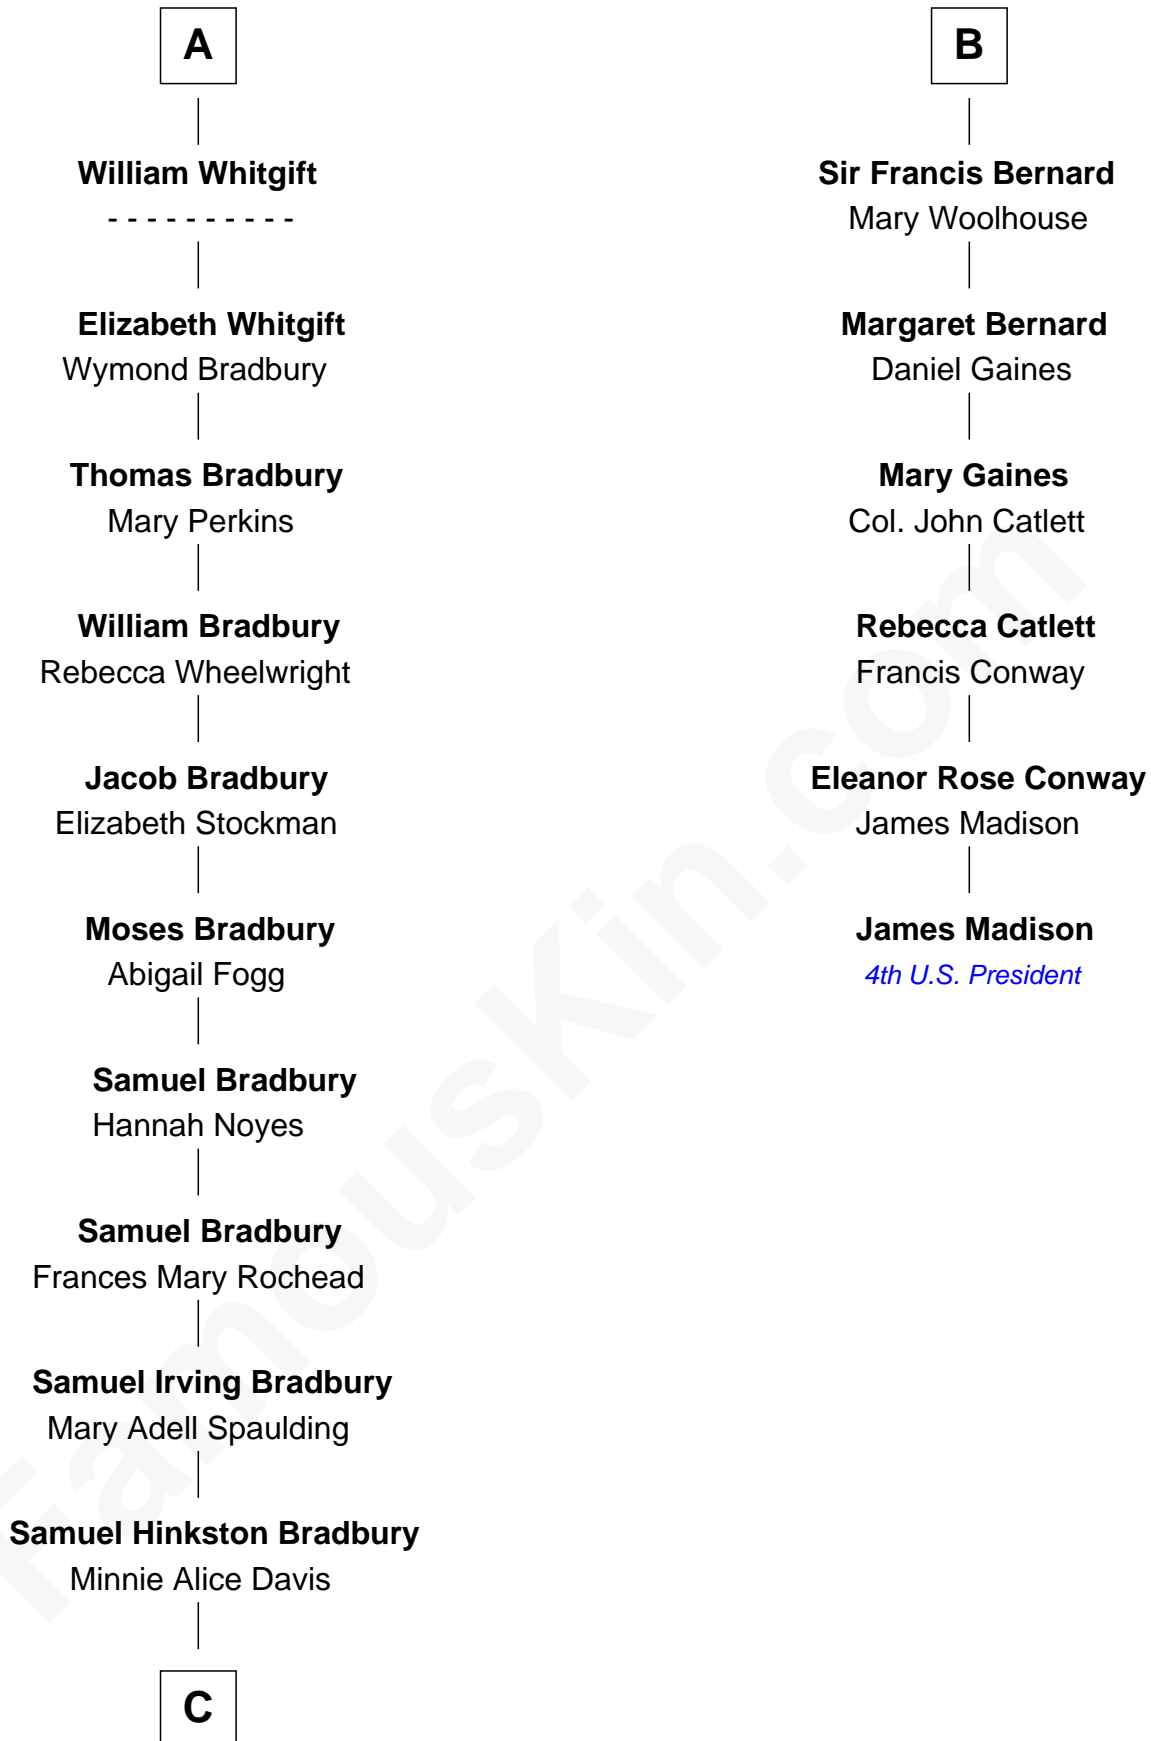 A
William Whitgift
- - - - - - - - - -
Elizabeth Whitgift
Wymond Bradbury
Thomas Bradbury
Mary Perkins
William Bradbury
Rebecca Wheelwright
Jacob Bradbury
Elizabeth Stockman
Moses Bradbury
Abigail Fogg
Samuel Bradbury
Hannah Noyes
Samuel Bradbury
Frances Mary Rochead
Samuel Irving Bradbury
Mary Adell Spaulding
Samuel Hinkston Bradbury
Minnie Alice Davis
C
B
Sir Francis Bernard
Mary Woolhouse
Margaret Bernard
Daniel Gaines
Mary Gaines
Col. John Catlett
Rebecca Catlett
Francis Conway
Eleanor Rose Conway
James Madison
James Madison
4th U.S. President
FamousKin.com